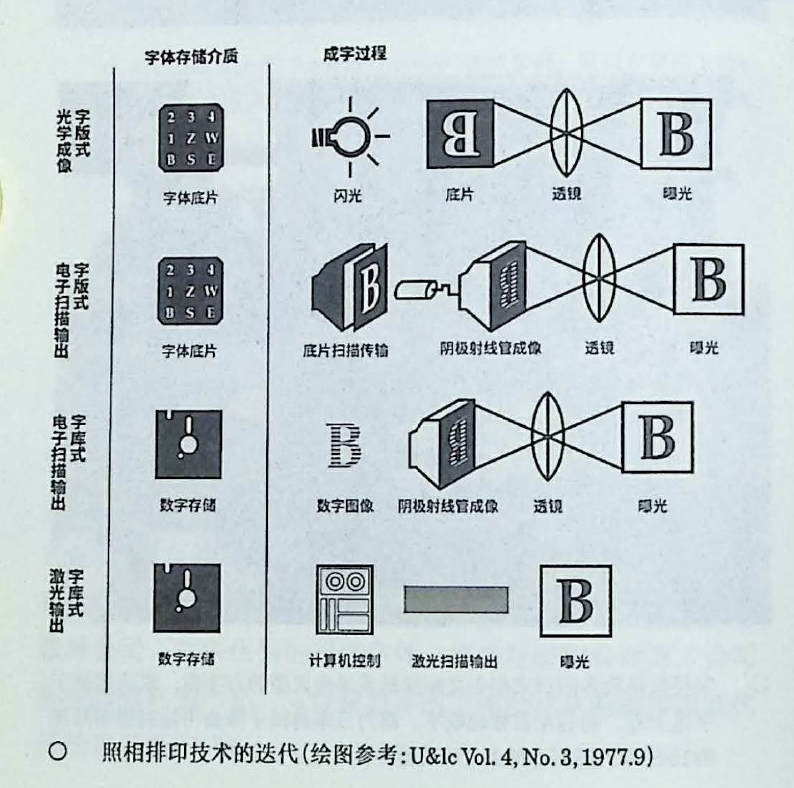 字体存储介质 成字过程
字版式
光学成像
2 3 4
1 Z W
B S E
B
B
字体底片 闪光 底片 透镜 曝光
字版式
电子扫描输出
2 3 4
1 Z W
B S E
B
B
B
字体底片 底片扫描传输 阴极射线管成像 透镜 曝光
字库式
电子扫描输出
B
B
B
数字存储 数字图像 阴极射线管成像 透镜 曝光
字库式
激光输出
B
数字存储 计算机控制 激光扫描输出 曝光
照相排印技术的迭代(绘图参考:U&lc Vol. 4, No. 3, 1977.9)